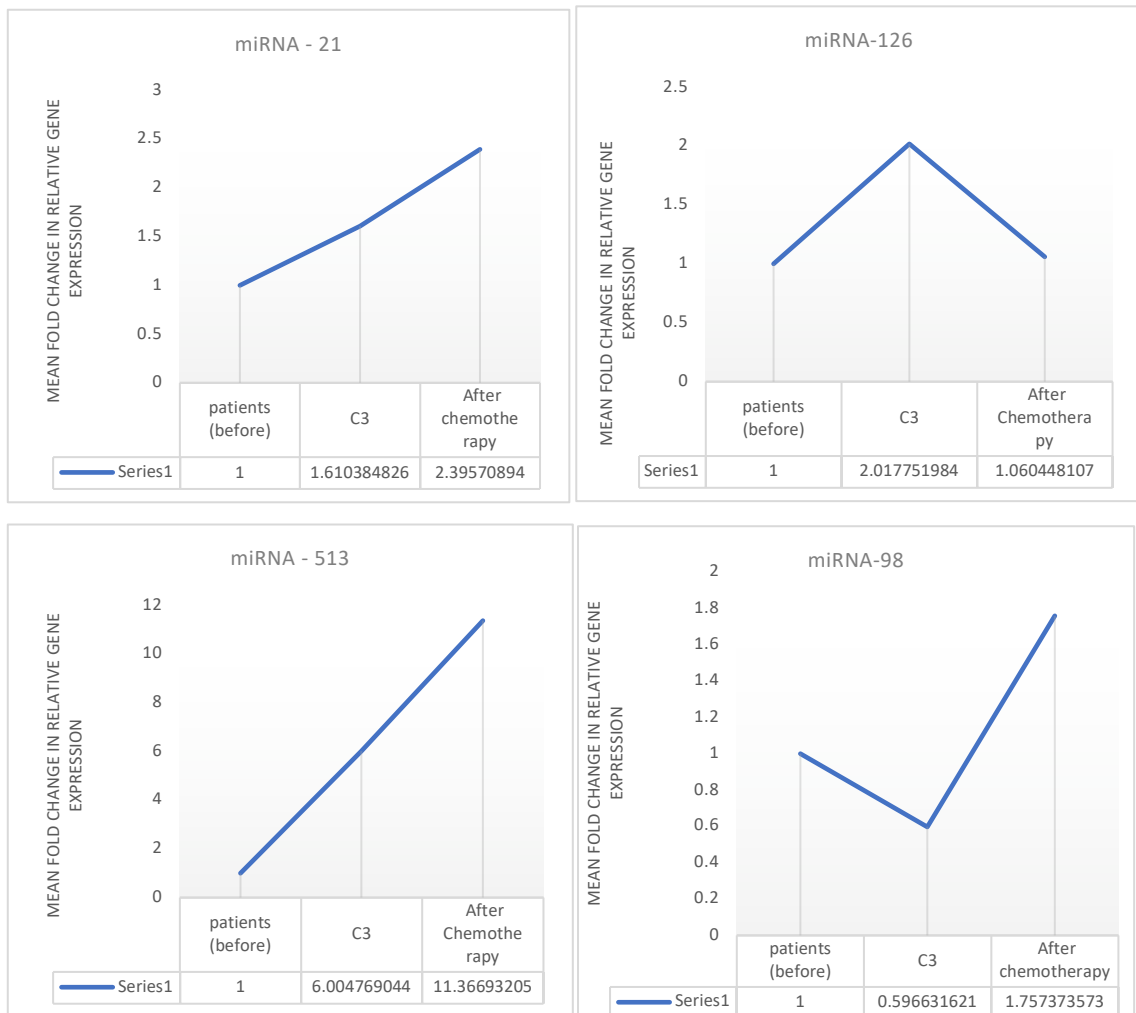 miRNA - 21
MEAN FOLD CHANGE IN RELATIVE GENE
EXPRESSION
3
2.5
2
1.5
1
0.5
0
patients
(before)
C3
After
chemothe
rapy
Series1 1 1.610384826 2.39570894
miRNA-126
MEAN FOLD CHANGE IN RELATIVE GENE
EXPRESSION
2.5
2
1.5
1
0.5
0
patients
(before)
C3
After
Chemothera
py
Series1 1 2.017751984 1.060448107
miRNA - 513
MEAN FOLD CHANGE IN RELATIVE GENE
EXPRESSION
12
10
8
6
4
2
0
patients
(before)
C3
After
Chemothe
rapy
Series1 1 6.004769044 11.36693205
miRNA-98
MEAN FOLD CHANGE IN RELATIVE GENE
EXPRESSION
2
1.8
1.6
1.4
1.2
1
0.8
0.6
0.4
0.2
0
patients
(before)
C3
After
chemotherapy
Series1 1 0.596631621 1.757373573